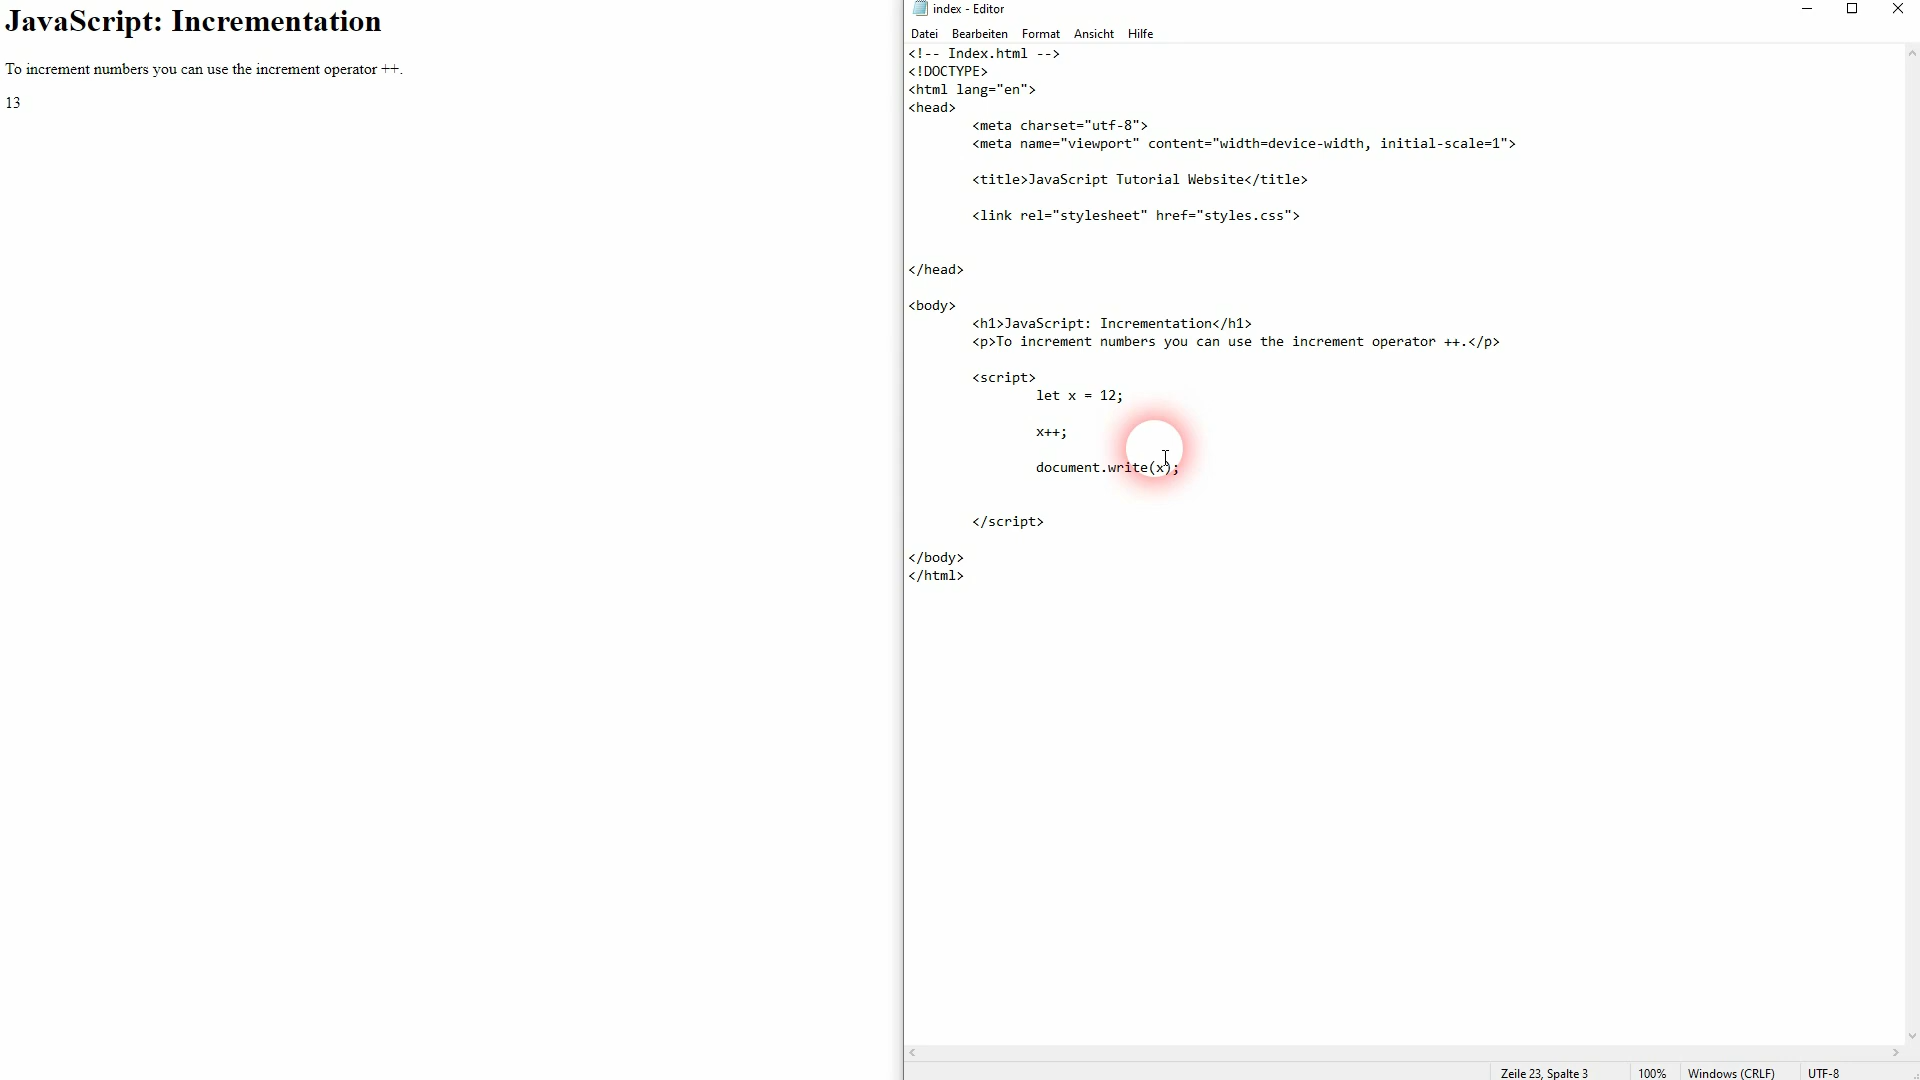 JavaScript: Incrementation
To increment numbers you can use the increment operator ++.
13
index - Editor
Datei Bearbeiten Format Ansicht Hilfe
<!-- Index.html -->
<!DOCTYPE>
<html lang="en">
<head>
<meta charset="utf-8">
<meta name="viewport" content="width=device-width, initial-scale=1">
<title>JavaScript Tutorial Website</title>
<link rel="stylesheet" href="styles.css">
</head>
<body>
<h1>JavaScript: Incrementation</h1>
<p>To increment numbers you can use the increment operator ++.</p>
<script>
let x = 12;
x++;
document.write(x);
</script>
</body>
</html>
Zeile 23, Spalte 3 100% Windows (CRLF) UTF-8